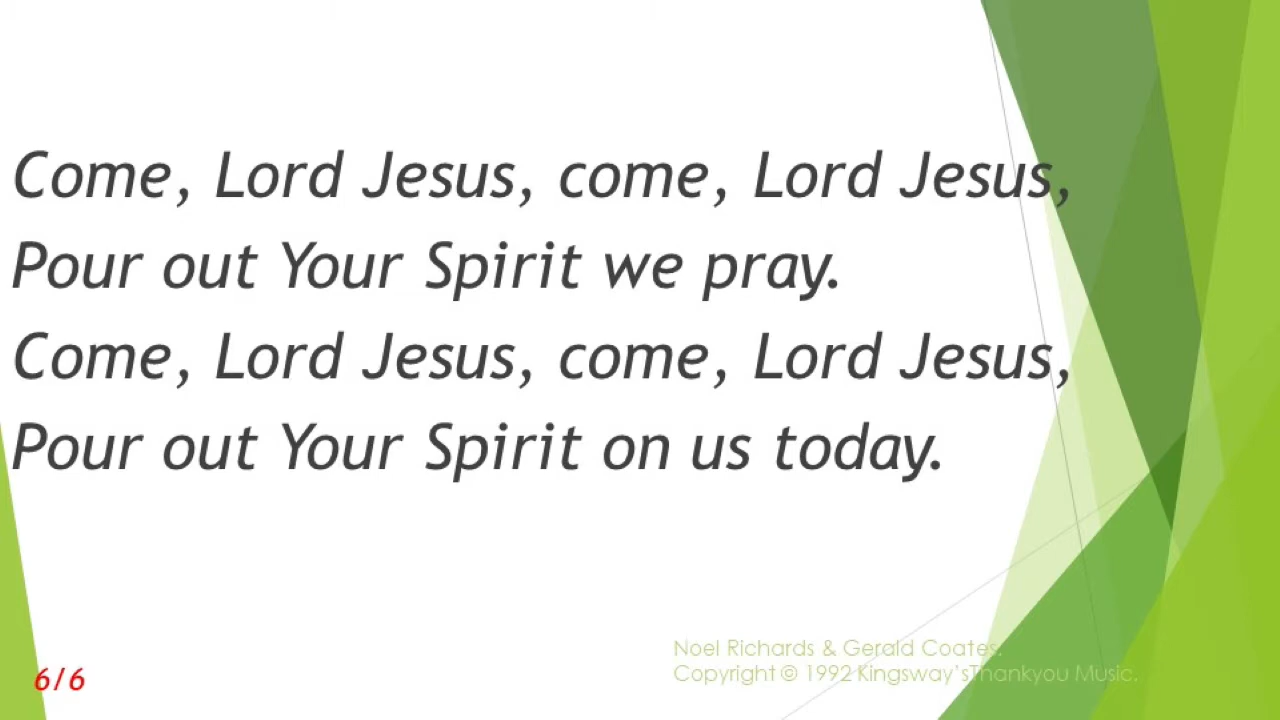 Come, Lord Jesus, come, Lord Jesus,
Pour out Your Spirit we pray.
Come, Lord Jesus, come, Lord Jesus,
Pour out Your Spirit on us today.
Noel Richards & Gerald Coates.
Copyright © 1992 Kingsway'sThankyou Music.
6/6